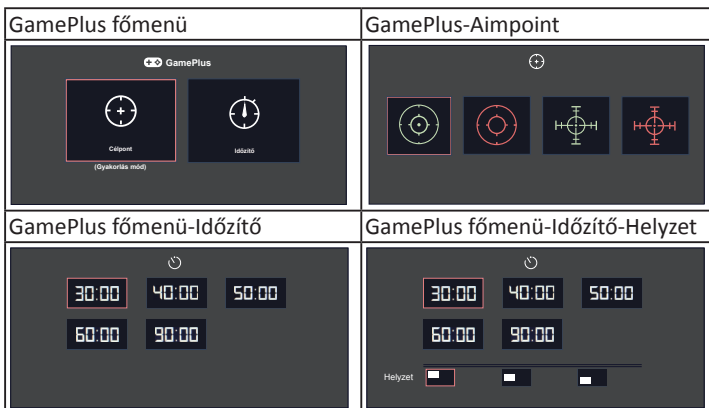 GamePlus főmenü
GamePlus-Aimpoint
GamePlus
Célpont
Időzítő
(Gyakorlás mód)
GamePlus főmenü-Időzítő
GamePlus főmenü-Időzítő-Helyzet
30:00 40:00 50:00
60:00 90:00
30:00 40:00 50:00
60:00 90:00
Helyzet